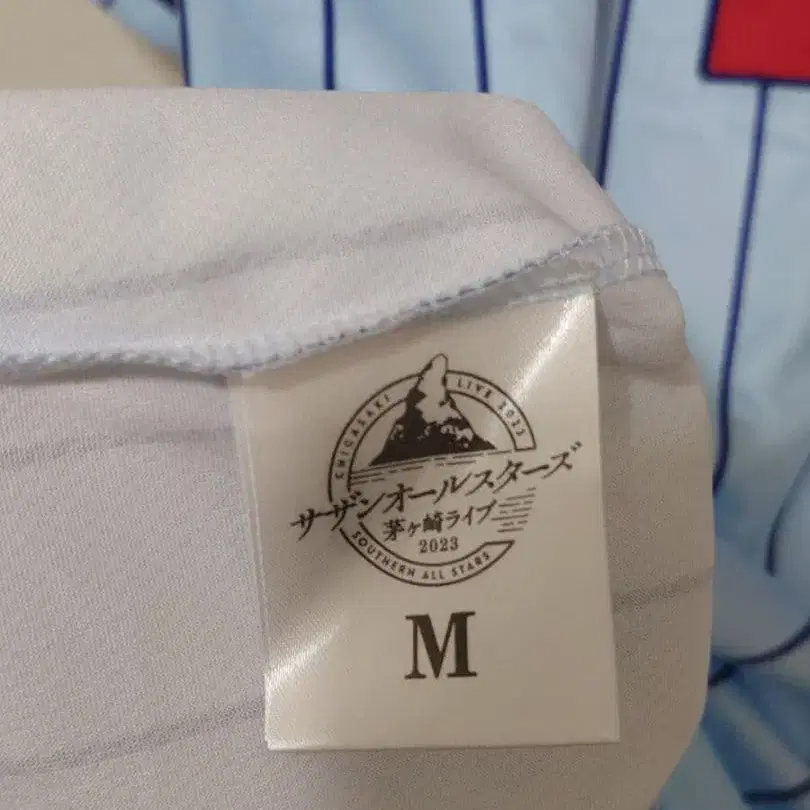 CHIGASAKI LIVE 2023
サザンオールスターズ
茅ヶ崎ライブ
2023
SOUTHERN ALL STARS
M